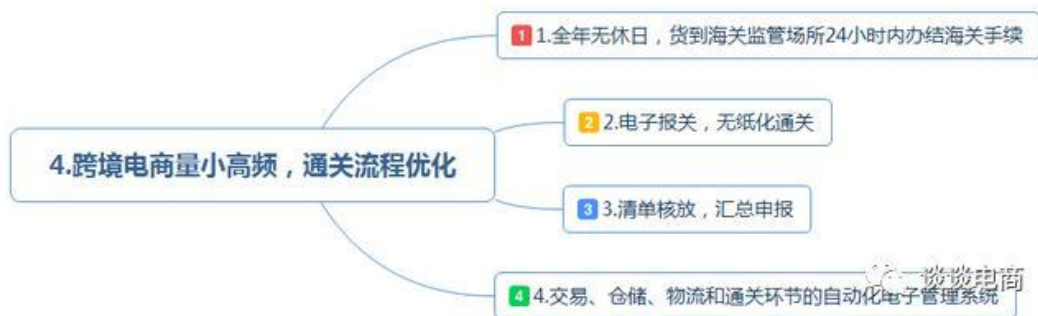 1 1.全年无休日，货到海关监管场所24小时内办结海关手续
2 2.电子报关，无纸化通关
4.跨境电商量小高频，通关流程优化
3 3.清单核放，汇总申报
4 4.交易、仓储、物流和通关环节的自动化电子管理系统
谈谈电商